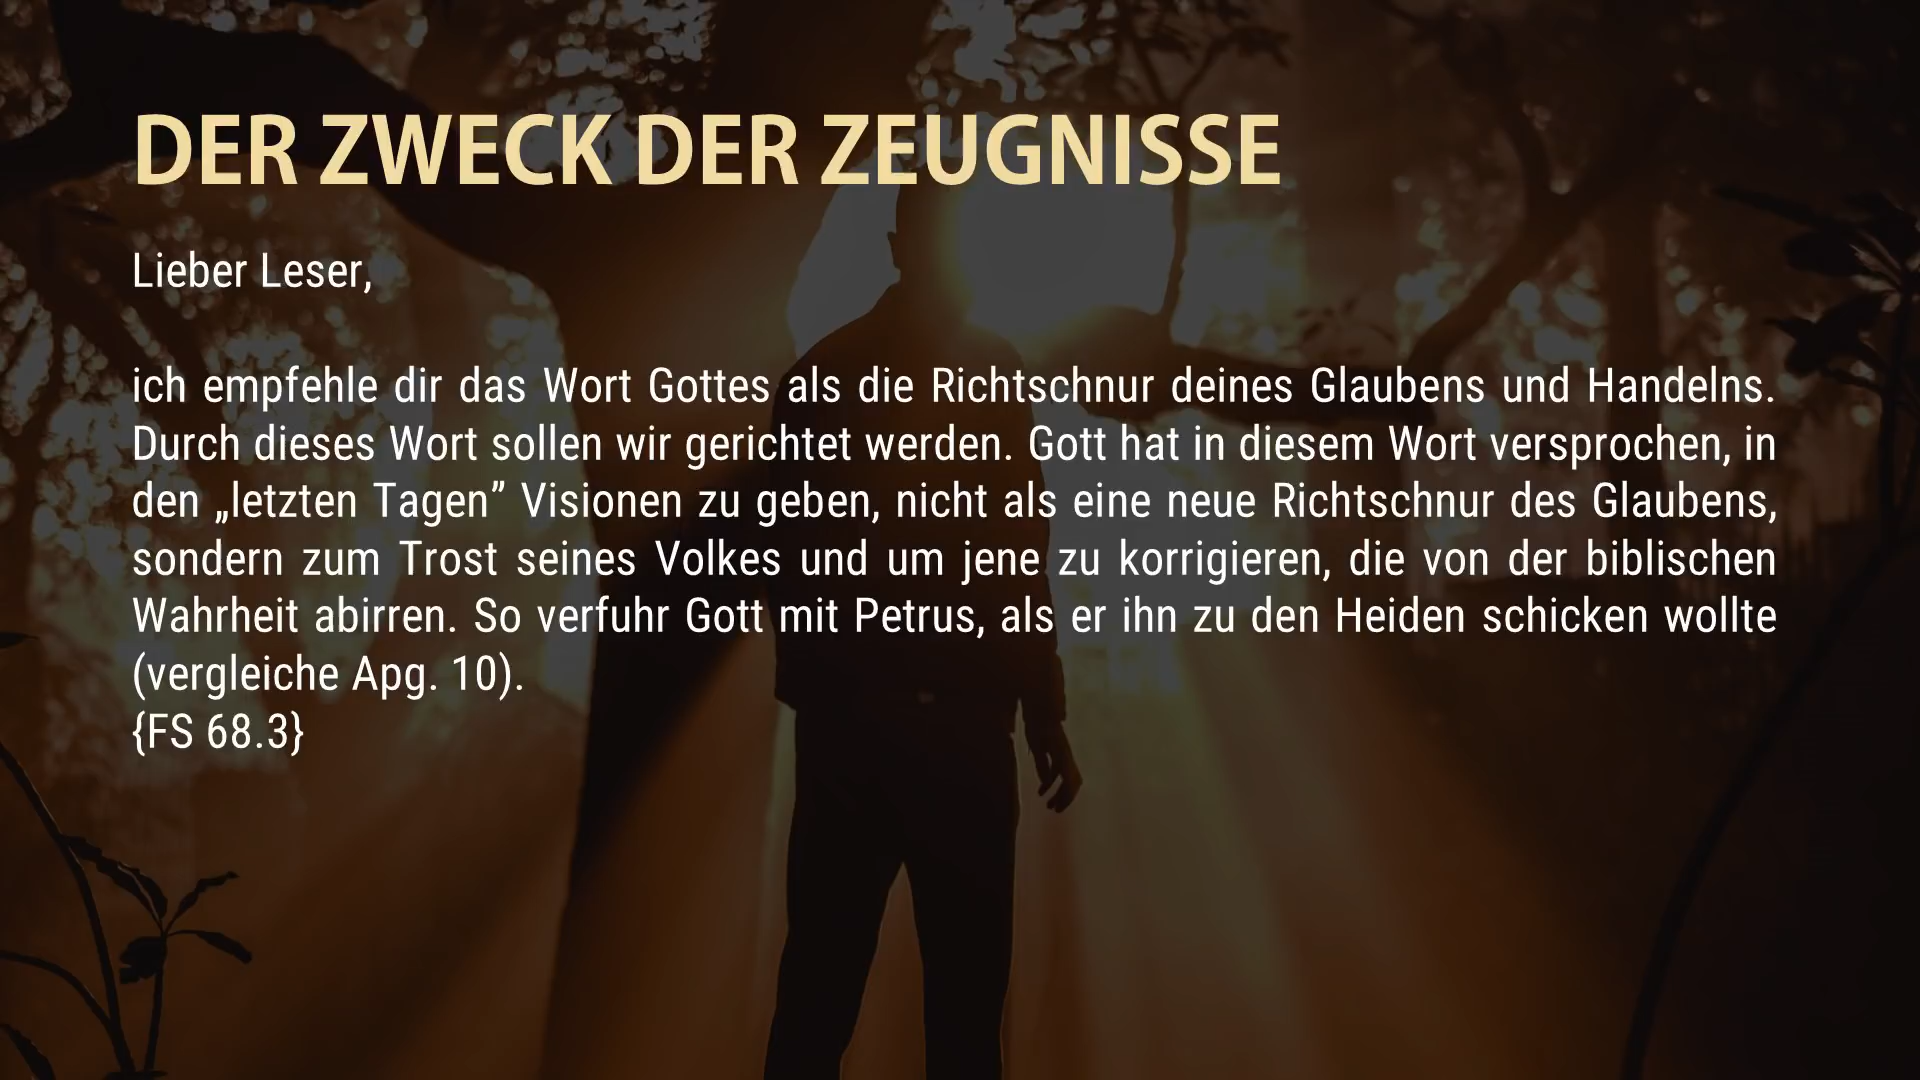 DER ZWECK DER ZEUGNISSE
Lieber Leser,
ich empfehle dir das Wort Gottes als die Richtschnur deines Glaubens und Handelns.
Durch dieses Wort sollen wir gerichtet werden. Gott hat in diesem Wort versprochen, in
den „letzten Tagen” Visionen zu geben, nicht als eine neue Richtschnur des Glaubens,
sondern zum Trost seines Volkes und um jene zu korrigieren, die von der biblischen
Wahrheit abirren. So verfuhr Gott mit Petrus, als er ihn zu den Heiden schicken wollte
(vergleiche Apg. 10).
{FS 68.3}